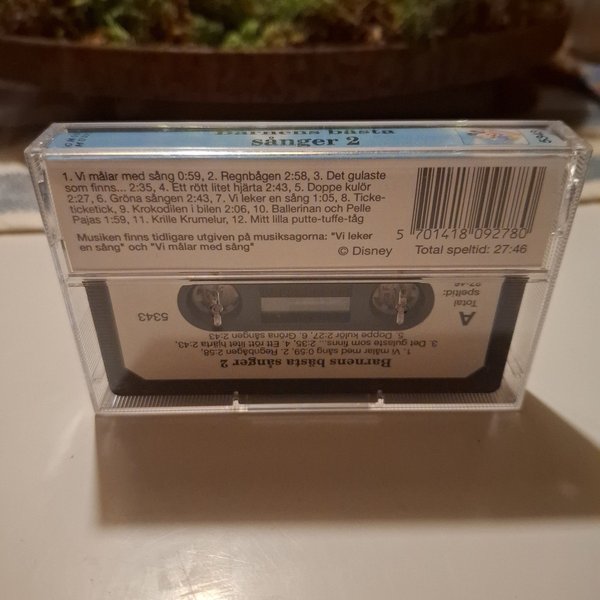 Barnens bästa
sånger 2
1. Vi målar med sång 0:59, 2. Regnbågen 2:58, 3. Det gulaste
som finns... 2:35, 4. Ett rött litet hjärta 2:43, 5. Doppe kulör
2:27, 6. Gröna sången 2:43, 7. Vi leker en sång 1:05, 8. Ticke-
ticketick, 9. Krokodilen i bilen 2:06, 10. Ballerinan och Pelle
Pajas 1:59, 11. Krille Krumelur, 12. Mitt lilla putte-tuffe-tåg
Musiken finns tidligare utgiven på musiksagorna: "Vi leker
en sång" och "Vi målar med sång"
© Disney
5 701418 092780
Total speltid: 27:46
Barnens bästa sånger 2
1. Vi målar med sång 0:59, 2. Regnbågen 2:58,
3. Det gulaste som finns... 2:35, 4. Ett rött litet hjärta 2:43,
5. Doppe kulör 2:27, 6. Gröna sången 2:43
A
Total
speltid:
27:46
5343